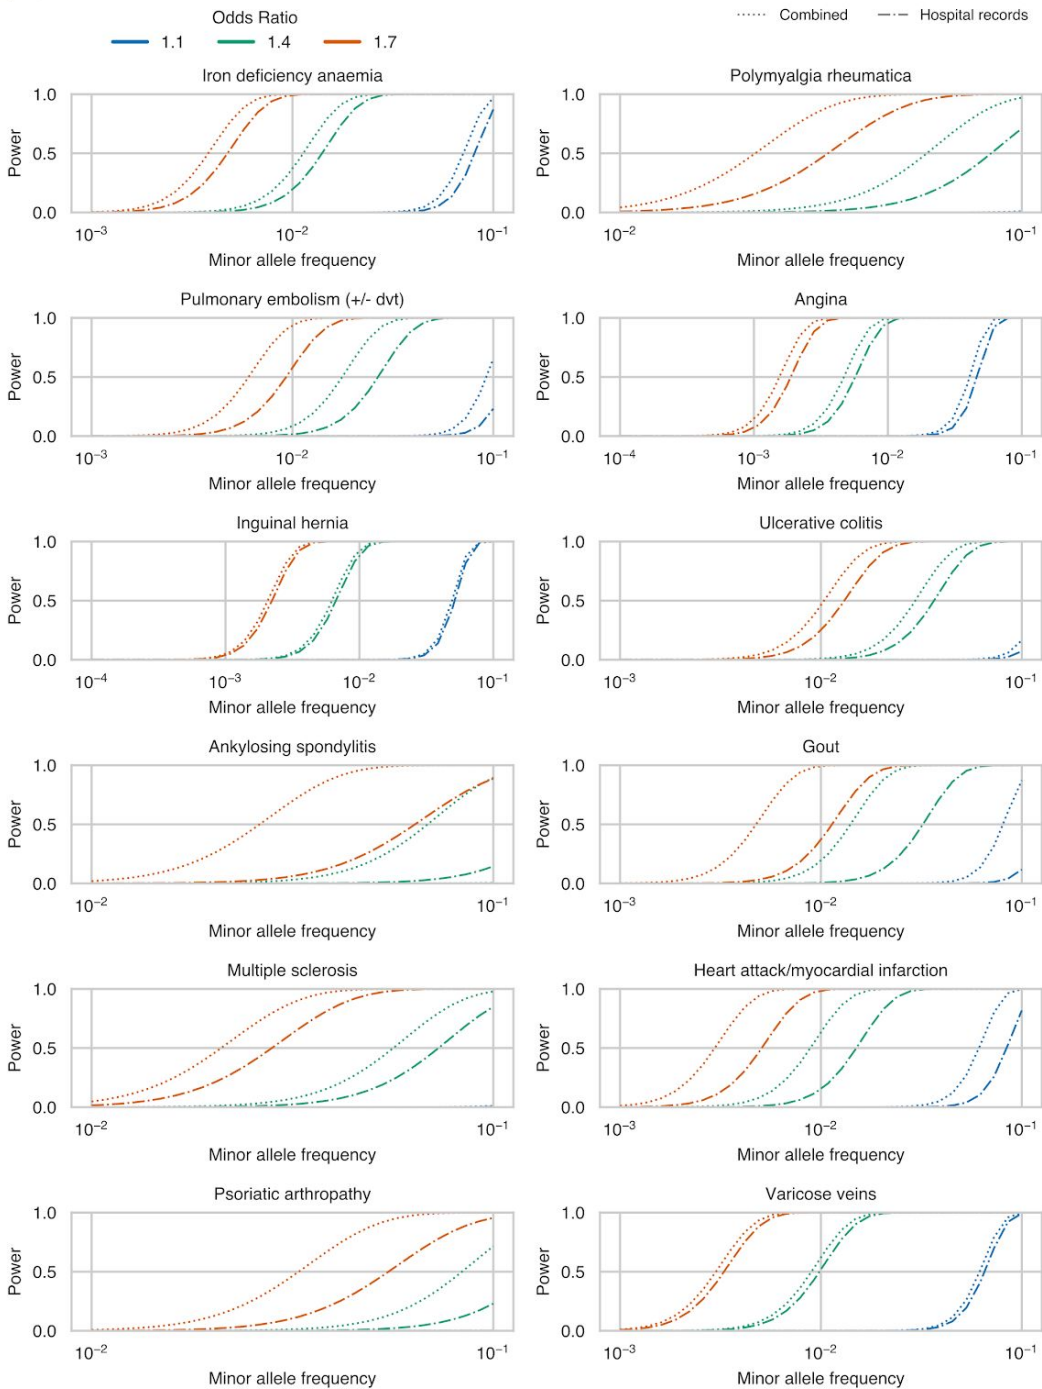 Odds Ratio
1.1 1.4 1.7
Combined Hospital records
Iron deficiency anaemia
Power
1.0
0.5
0.0
10⁻³ 10⁻² 10⁻¹
Minor allele frequency
Polymyalgia rheumatica
Power
1.0
0.5
0.0
10⁻² 10⁻¹
Minor allele frequency
Pulmonary embolism (+/- dvt)
Power
1.0
0.5
0.0
10⁻³ 10⁻² 10⁻¹
Minor allele frequency
Angina
Power
1.0
0.5
0.0
10⁻⁴ 10⁻³ 10⁻² 10⁻¹
Minor allele frequency
Inguinal hernia
Power
1.0
0.5
0.0
10⁻⁴ 10⁻³ 10⁻² 10⁻¹
Minor allele frequency
Ulcerative colitis
Power
1.0
0.5
0.0
10⁻³ 10⁻² 10⁻¹
Minor allele frequency
Ankylosing spondylitis
Power
1.0
0.5
0.0
10⁻² 10⁻¹
Minor allele frequency
Gout
Power
1.0
0.5
0.0
10⁻³ 10⁻² 10⁻¹
Minor allele frequency
Multiple sclerosis
Power
1.0
0.5
0.0
10⁻² 10⁻¹
Minor allele frequency
Heart attack/myocardial infarction
Power
1.0
0.5
0.0
10⁻³ 10⁻² 10⁻¹
Minor allele frequency
Psoriatic arthropathy
Power
1.0
0.5
0.0
10⁻² 10⁻¹
Minor allele frequency
Varicose veins
Power
1.0
0.5
0.0
10⁻³ 10⁻² 10⁻¹
Minor allele frequency